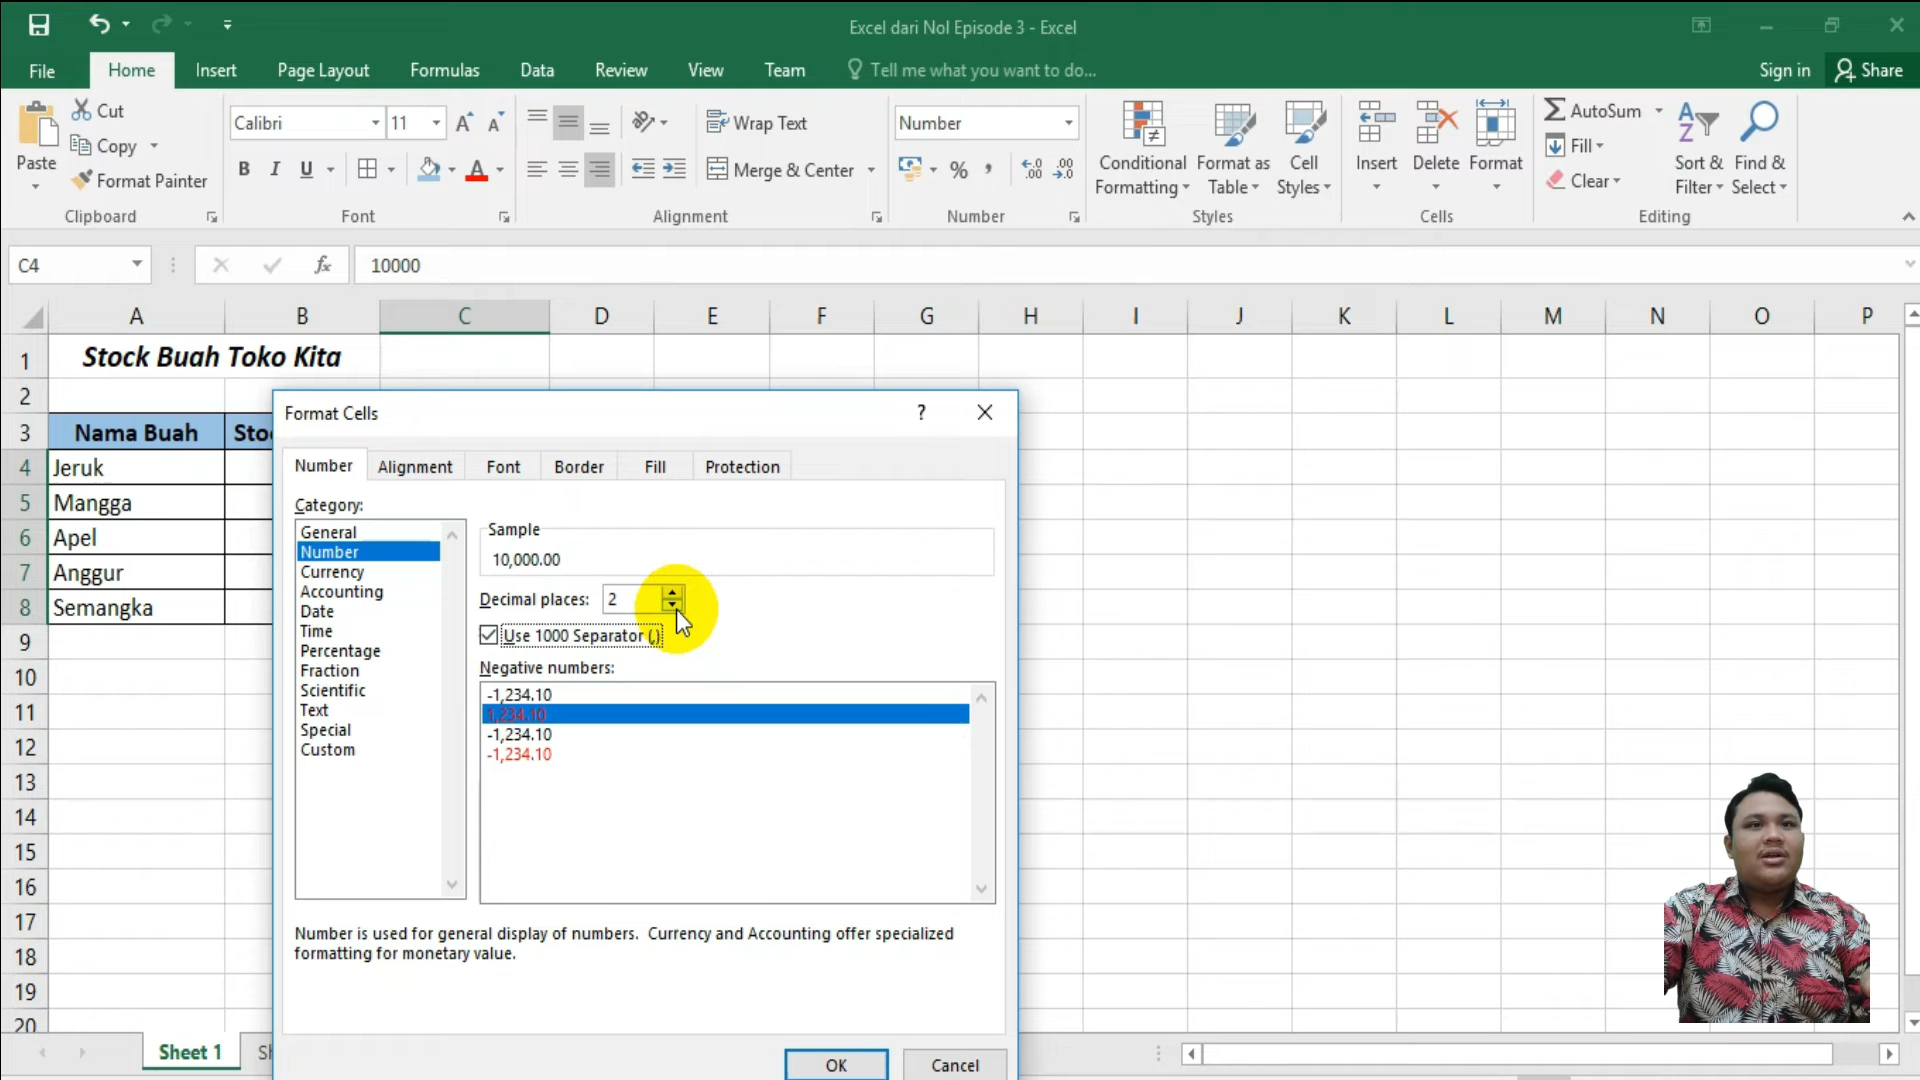 Excel dari Nol Episode 3 - Excel
File Home Insert Page Layout Formulas Data Review View Team Tell me what you want to do... Sign in Share
Paste Cut Copy Format Painter Clipboard
Calibri 11 B I U Font
Wrap Text Merge & Center Alignment
Number % , Number
Conditional Formatting Format as Table Cell Styles Styles
Insert Delete Format Cells
AutoSum Fill Clear Sort & Filter Find & Select Editing
C4 fx 10000
A B C D E F G H I J K L M N O P
1 Stock Buah Toko Kita
2
3 Nama Buah
4 Jeruk
5 Mangga
6 Apel
7 Anggur
8 Semangka
9
10
11
12
13
14
15
16
17
18
19
20
Format Cells ?
Number Alignment Font Border Fill Protection
Category:
General
Number
Currency
Accounting
Date
Time
Percentage
Fraction
Scientific
Text
Special
Custom
Sample
10,000.00
Decimal places: 2
Use 1000 Separator (,)
Negative numbers:
-1,234.10
1,234.10
-1,234.10
-1,234.10
Number is used for general display of numbers. Currency and Accounting offer specialized
formatting for monetary value.
OK Cancel
Sheet 1